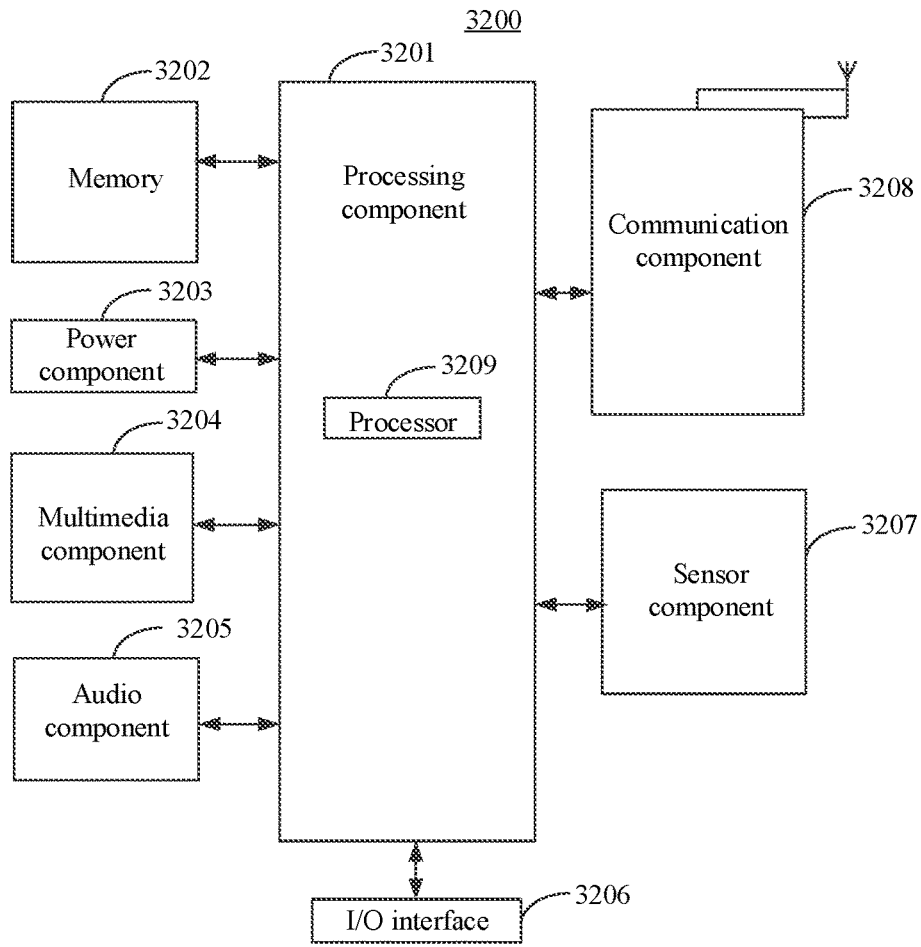 3200
3201
3202
Memory
Processing
component
3208
Communication
component
3203
Power
component
3209
Processor
3204
Multimedia
component
3207
Sensor
component
3205
Audio
component
3206
I/O interface